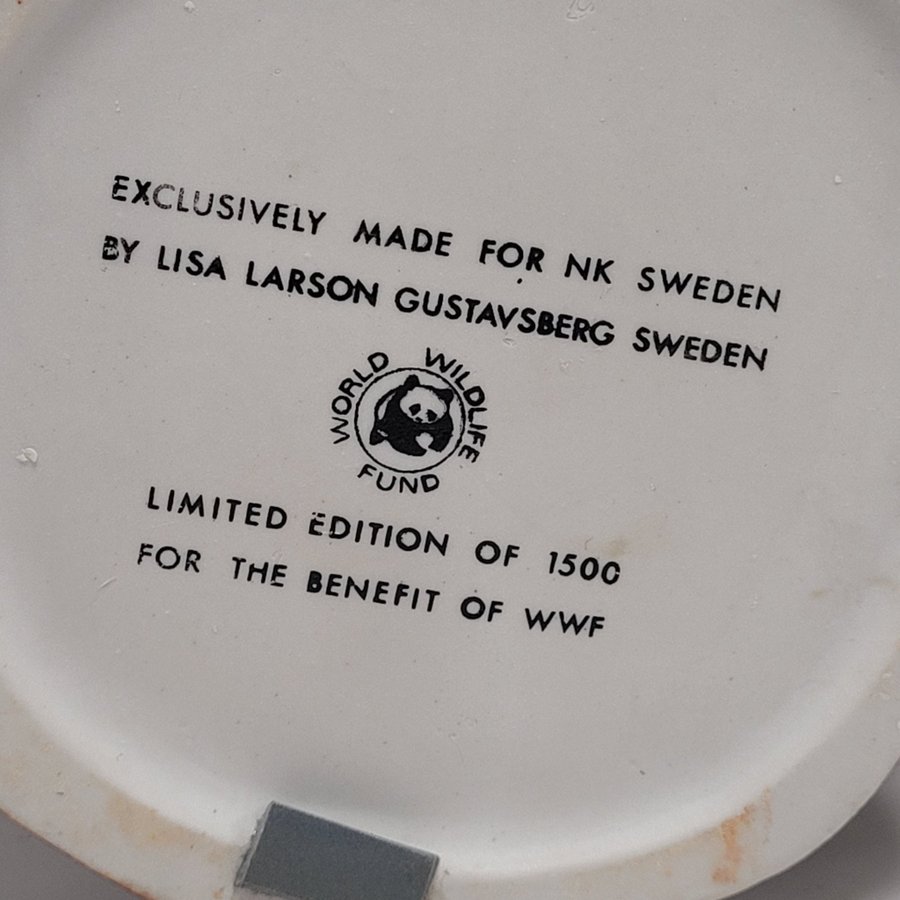 EXCLUSIVELY MADE FOR NK SWEDEN
BY LISA LARSON GUSTAVSBERG SWEDEN
WORLD WILDLIFE
FUND
LIMITED EDITION OF 1500
FOR THE BENEFIT OF WWF